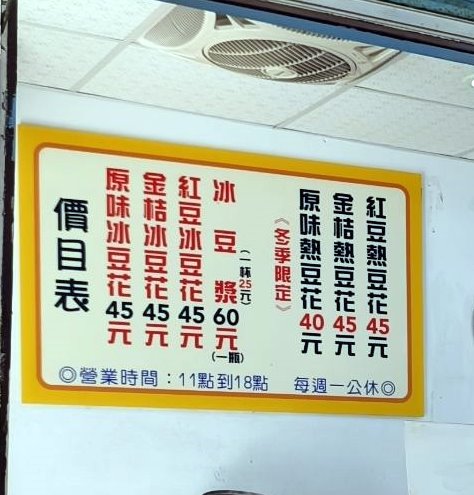 價目表
原味冰豆花45元
金桔冰豆花45元
紅豆冰豆花45元
冰豆漿60元(一瓶)
(一杯25元)
《冬季限定》
原味熱豆花40元
金桔熱豆花45元
紅豆熱豆花45元
◎營業時間：11點到18點 每週一公休◎